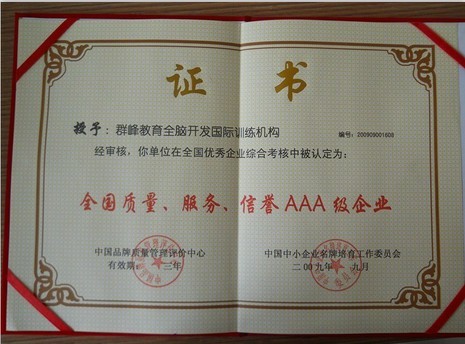 证 书
授予：群峰教育全脑开发国际训练机构
编号：200909001608
经审核，你单位在全国优秀企业综合考核中被认定为：
全国质量、服务、信誉AAA级企业
中国品牌质量管理评价中心
有效期：三年
中国中小企业名牌培育工作委员会
二00九年 九月